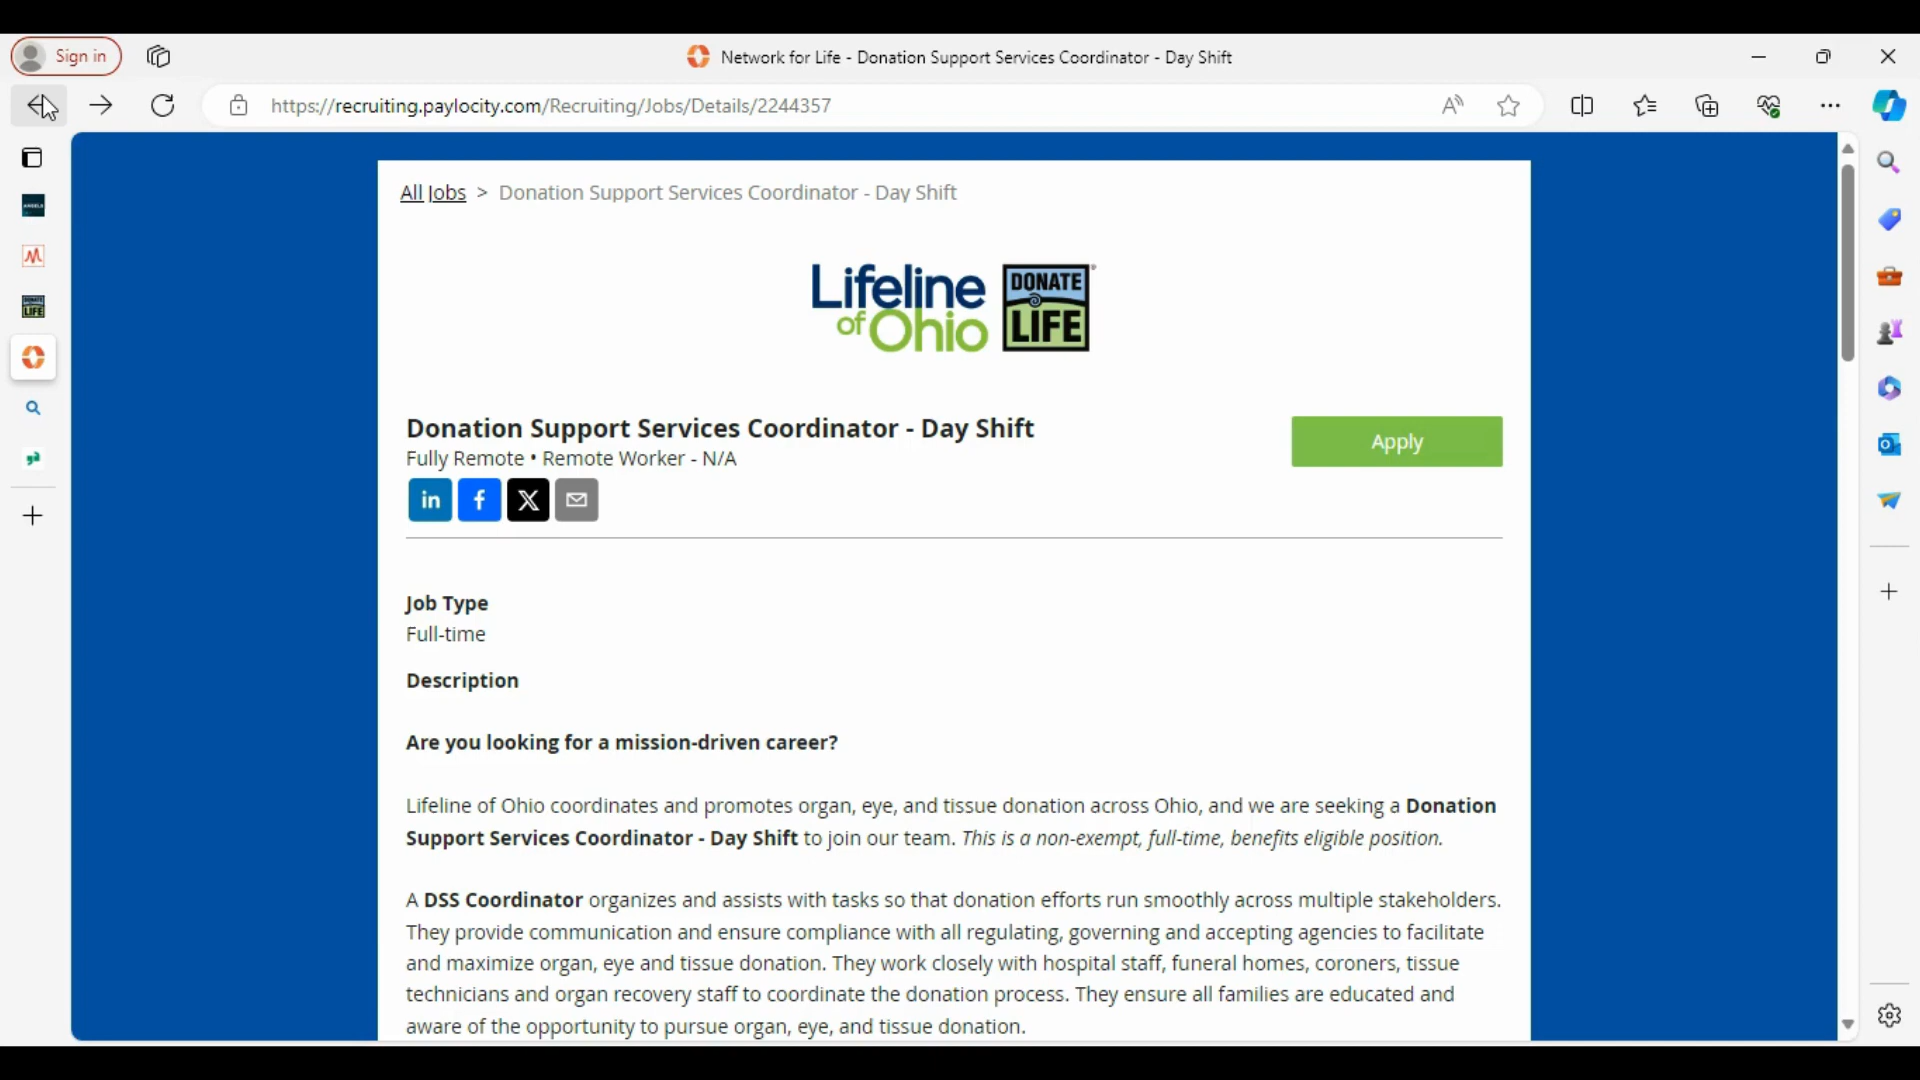 Sign in
Network for Life - Donation Support Services Coordinator - Day Shift
https://recruiting.paylocity.com/Recruiting/Jobs/Details/2244357
All Jobs > Donation Support Services Coordinator - Day Shift
Lifeline of Ohio
DONATE LIFE
Donation Support Services Coordinator - Day Shift
Apply
Fully Remote • Remote Worker - N/A
Job Type
Full-time
Description
Are you looking for a mission-driven career?
Lifeline of Ohio coordinates and promotes organ, eye, and tissue donation across Ohio, and we are seeking a Donation
Support Services Coordinator - Day Shift to join our team. This is a non-exempt, full-time, benefits eligible position.
A DSS Coordinator organizes and assists with tasks so that donation efforts run smoothly across multiple stakeholders.
They provide communication and ensure compliance with all regulating, governing and accepting agencies to facilitate
and maximize organ, eye and tissue donation. They work closely with hospital staff, funeral homes, coroners, tissue
technicians and organ recovery staff to coordinate the donation process. They ensure all families are educated and
aware of the opportunity to pursue organ, eye, and tissue donation.